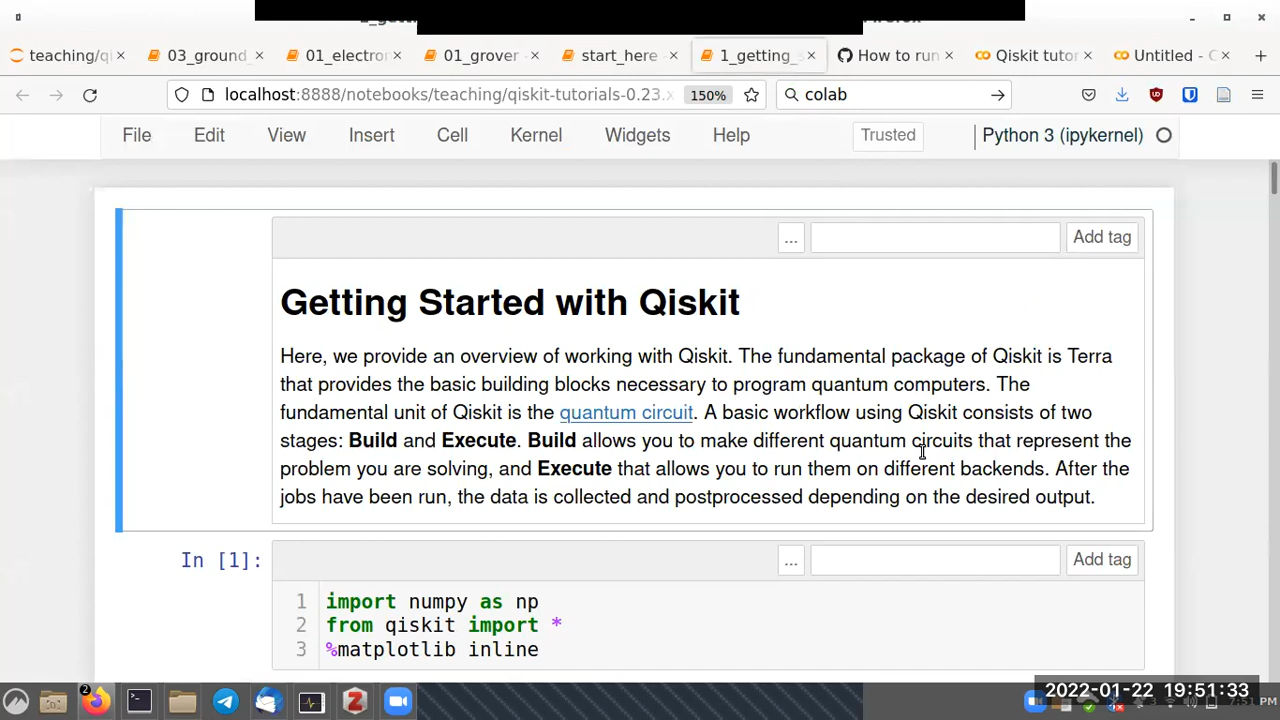 teaching/q
03_ground_
01_electron
01_grover -
start_here -
1_getting_s
How to run
Qiskit tutor
Untitled - C
localhost:8888/notebooks/teaching/qiskit-tutorials-0.23.x
150%
colab
File Edit View Insert Cell Kernel Widgets Help
Trusted
Python 3 (ipykernel)
...
Add tag
Getting Started with Qiskit
Here, we provide an overview of working with Qiskit. The fundamental package of Qiskit is Terra
that provides the basic building blocks necessary to program quantum computers. The
fundamental unit of Qiskit is the quantum circuit. A basic workflow using Qiskit consists of two
stages: Build and Execute. Build allows you to make different quantum circuits that represent the
problem you are solving, and Execute that allows you to run them on different backends. After the
jobs have been run, the data is collected and postprocessed depending on the desired output.
In [1]:
...
Add tag
1 import numpy as np
2 from qiskit import *
3 %matplotlib inline
2
2022-01-22 19:51:33
PM